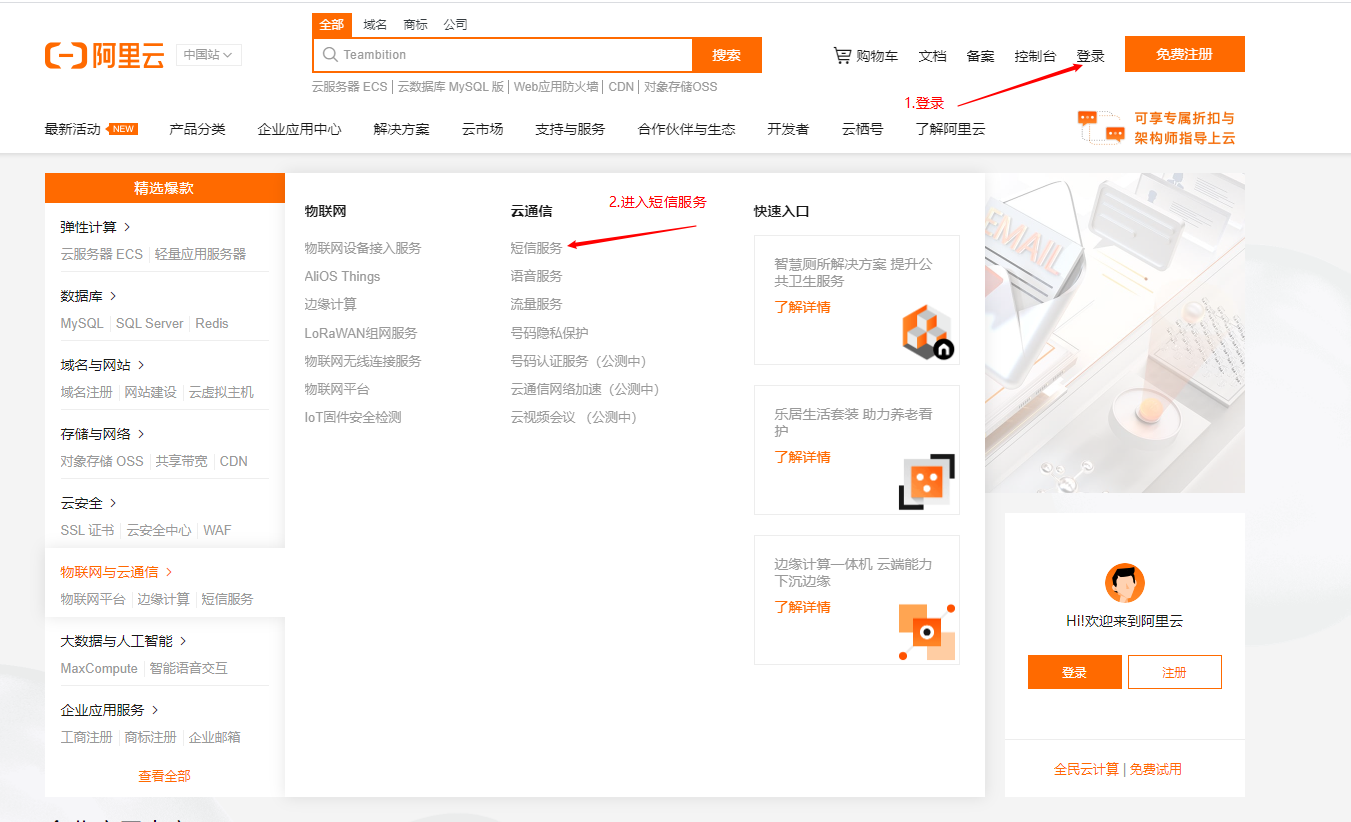 全部 域名 商标 公司
阿里云 中国站
Teambition 搜索
购物车 文档 备案 控制台 登录 免费注册
云服务器 ECS | 云数据库 MySQL 版 | Web应用防火墙 | CDN | 对象存储OSS
1.登录
最新活动 NEW 产品分类 企业应用中心 解决方案 云市场 支持与服务 合作伙伴与生态 开发者 云栖号 了解阿里云
可享专属折扣与
架构师指导上云
精选爆款
弹性计算
云服务器 ECS 轻量应用服务器
数据库
MySQL SQL Server Redis
域名与网站
域名注册 网站建设 云虚拟主机
存储与网络
对象存储 OSS 共享带宽 CDN
云安全
SSL 证书 云安全中心 WAF
物联网与云通信
物联网平台 边缘计算 短信服务
大数据与人工智能
MaxCompute 智能语音交互
企业应用服务
工商注册 商标注册 企业邮箱
查看全部
物联网
物联网设备接入服务
AliOS Things
边缘计算
LoRaWAN组网服务
物联网无线连接服务
物联网平台
IoT固件安全检测
云通信
2.进入短信服务
短信服务
语音服务
流量服务
号码隐私保护
号码认证服务（公测中）
云通信网络加速（公测中）
云视频会议 （公测中）
快速入口
智慧厕所解决方案 提升公
共卫生服务
了解详情
乐居生活套装 助力养老看
护
了解详情
边缘计算一体机 云端能力
下沉边缘
了解详情
EMAIL
Hi!欢迎来到阿里云
登录 注册
全民云计算 | 免费试用